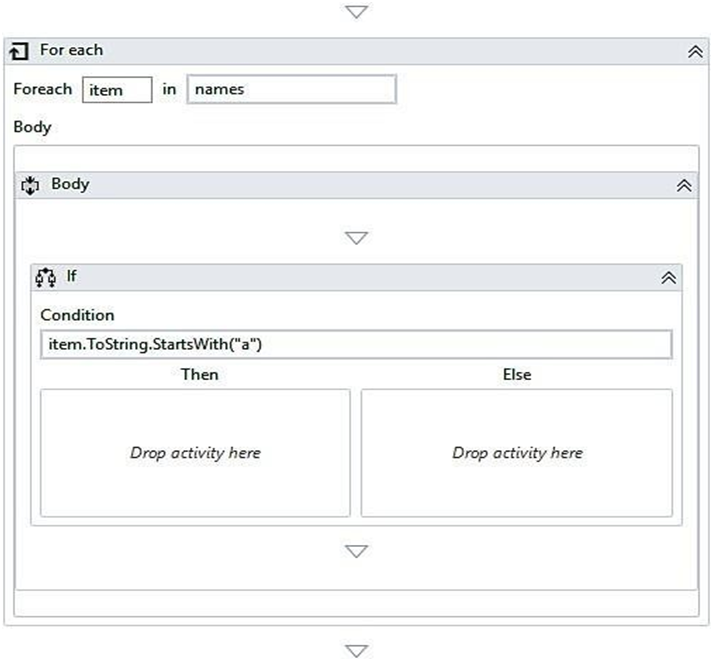 For each
Foreach item in names
Body
Body
If
Condition
item.ToString.StartsWith("a")
Then Else
Drop activity here Drop activity here